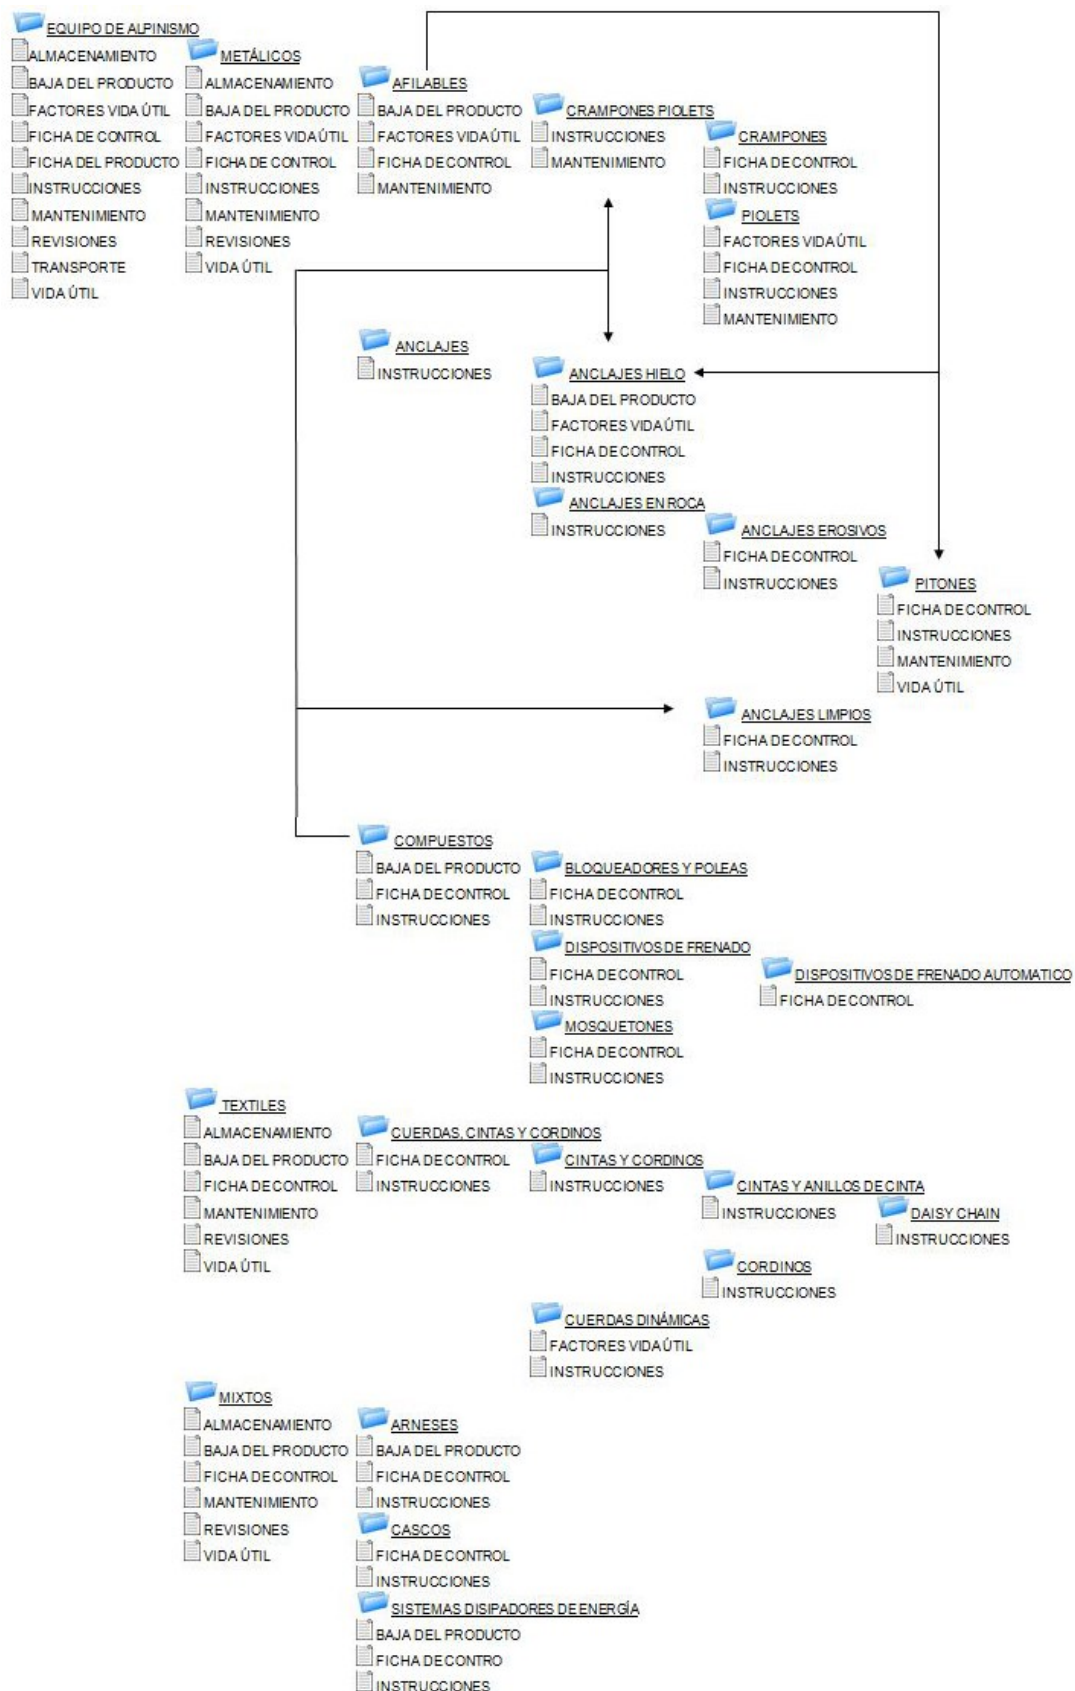 EQUIPO DE ALPINISMO
ALMACENAMIENTO
BAJA DEL PRODUCTO
FACTORES VIDA ÚTIL
FICHA DE CONTROL
FICHA DEL PRODUCTO
INSTRUCCIONES
MANTENIMIENTO
REVISIONES
TRANSPORTE
VIDA ÚTIL
METÁLICOS
ALMACENAMIENTO
BAJA DEL PRODUCTO
FACTORES VIDA ÚTIL
FICHA DE CONTROL
INSTRUCCIONES
MANTENIMIENTO
REVISIONES
VIDA ÚTIL
AFILABLES
BAJA DEL PRODUCTO
FACTORES VIDA ÚTIL
FICHA DE CONTROL
MANTENIMIENTO
CRAMPONES PIOLETS
INSTRUCCIONES
MANTENIMIENTO
CRAMPONES
FICHA DE CONTROL
INSTRUCCIONES
PIOLETS
FACTORES VIDA ÚTIL
FICHA DE CONTROL
INSTRUCCIONES
MANTENIMIENTO
ANCLAJES
INSTRUCCIONES
ANCLAJES HIELO
BAJA DEL PRODUCTO
FACTORES VIDA ÚTIL
FICHA DE CONTROL
INSTRUCCIONES
ANCLAJES EN ROCA
INSTRUCCIONES
ANCLAJES EROSIVOS
FICHA DE CONTROL
INSTRUCCIONES
PITONES
FICHA DE CONTROL
INSTRUCCIONES
MANTENIMIENTO
VIDA ÚTIL
ANCLAJES LIMPIOS
FICHA DE CONTROL
INSTRUCCIONES
COMPUESTOS
BAJA DEL PRODUCTO
FICHA DE CONTROL
INSTRUCCIONES
BLOQUEADORES Y POLEAS
FICHA DE CONTROL
INSTRUCCIONES
DISPOSITIVOS DE FRENADO
FICHA DE CONTROL
INSTRUCCIONES
DISPOSITIVOS DE FRENADO AUTOMATICO
FICHA DE CONTROL
MOSQUETONES
FICHA DE CONTROL
INSTRUCCIONES
TEXTILES
ALMACENAMIENTO
BAJA DEL PRODUCTO
FICHA DE CONTROL
MANTENIMIENTO
REVISIONES
VIDA ÚTIL
CUERDAS, CINTAS Y CORDINOS
FICHA DE CONTROL
INSTRUCCIONES
CINTAS Y CORDINOS
INSTRUCCIONES
CINTAS Y ANILLOS DE CINTA
INSTRUCCIONES
DAISY CHAIN
INSTRUCCIONES
CORDINOS
INSTRUCCIONES
CUERDAS DINÁMICAS
FACTORES VIDA ÚTIL
INSTRUCCIONES
MIXTOS
ALMACENAMIENTO
BAJA DEL PRODUCTO
FICHA DE CONTROL
MANTENIMIENTO
REVISIONES
VIDA ÚTIL
ARNESES
BAJA DEL PRODUCTO
FICHA DE CONTROL
INSTRUCCIONES
CASCOS
FICHA DE CONTROL
INSTRUCCIONES
SISTEMAS DISIPADORES DE ENERGÍA
BAJA DEL PRODUCTO
FICHA DE CONTRO
INSTRUCCIONES